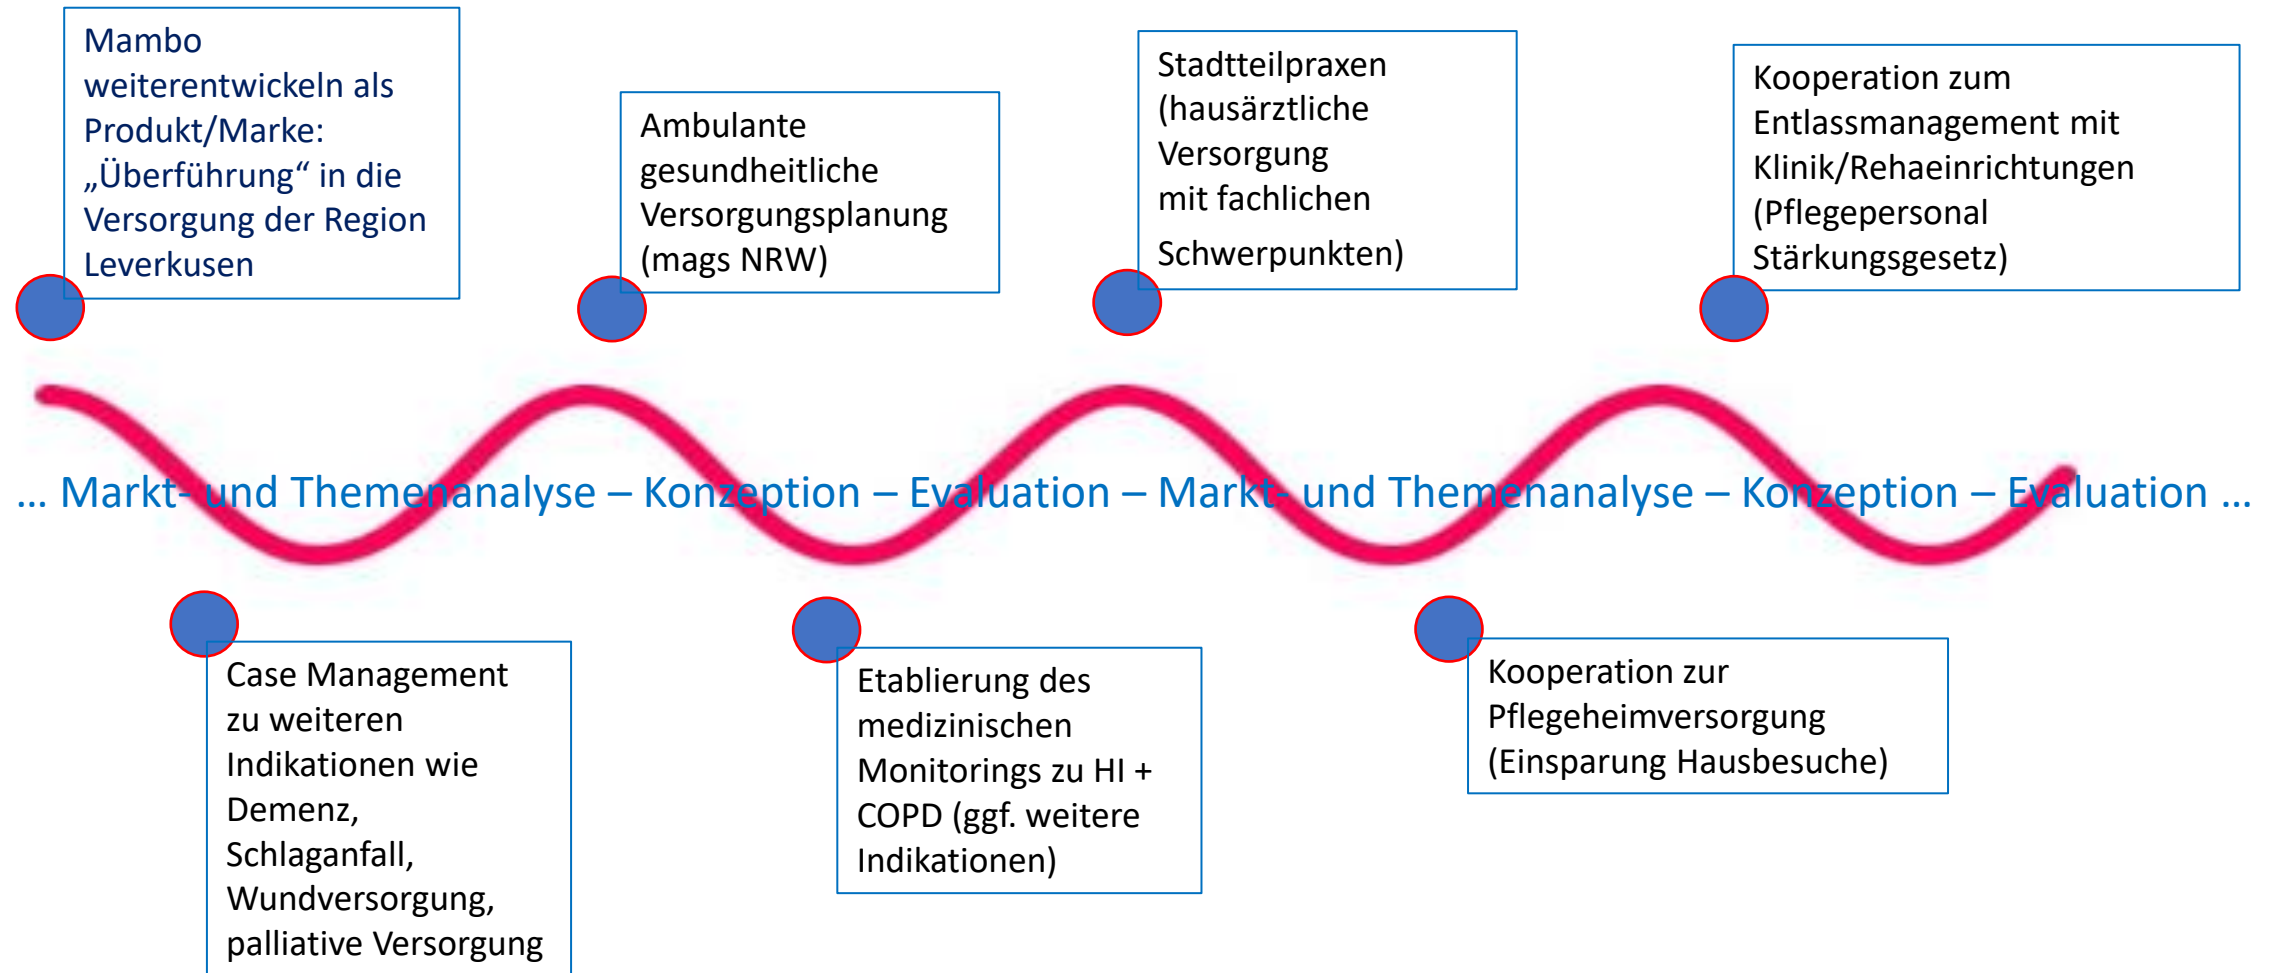 Mambo
weiterentwickeln als
Produkt/Marke:
„Überführung“ in die
Versorgung der Region
Leverkusen
Ambulante
gesundheitliche
Versorgungsplanung
(mags NRW)
Stadtteilpraxen
(hausärztliche
Versorgung
mit fachlichen
Schwerpunkten)
Kooperation zum
Entlassmanagement mit
Klinik/Rehaeinrichtungen
(Pflegepersonal
Stärkungsgesetz)
... Markt- und Themenanalyse – Konzeption – Evaluation – Markt- und Themenanalyse – Konzeption – Evaluation ...
Case Management
zu weiteren
Indikationen wie
Demenz,
Schlaganfall,
Wundversorgung,
palliative Versorgung
Etablierung des
medizinischen
Monitorings zu HI +
COPD (ggf. weitere
Indikationen)
Kooperation zur
Pflegeheimversorgung
(Einsparung Hausbesuche)